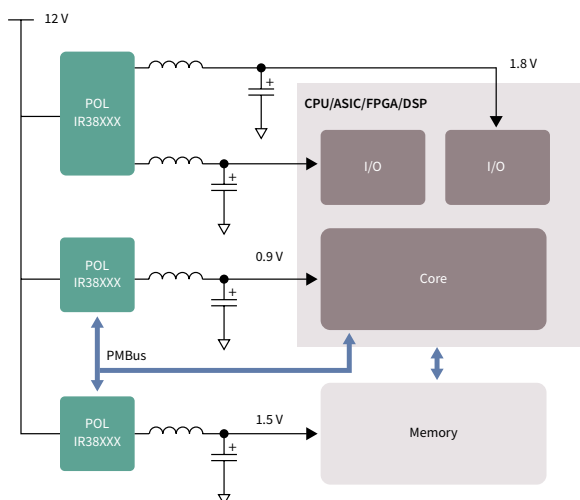 12 V
1.8 V
POL
IR38XXX
+
CPU/ASIC/FPGA/DSP
I/O
I/O
+
POL
IR38XXX
0.9 V
+
Core
PMBus
POL
IR38XXX
1.5 V
+
Memory